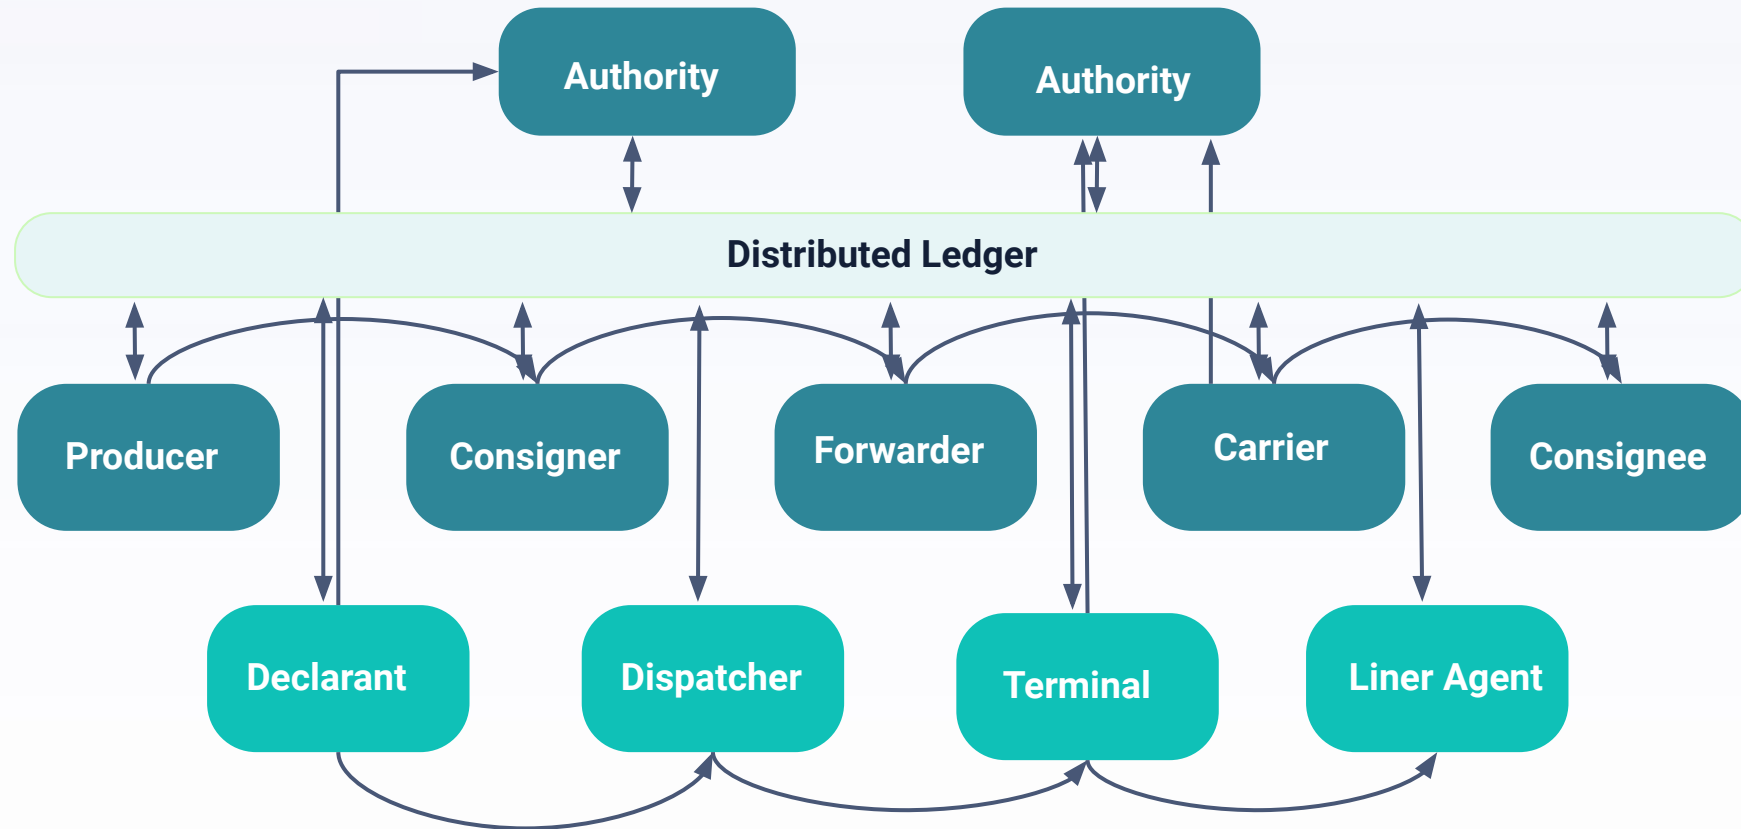 Authority
Authority
Distributed Ledger
Producer
Consigner
Forwarder
Carrier
Consignee
Declarant
Dispatcher
Terminal
Liner Agent